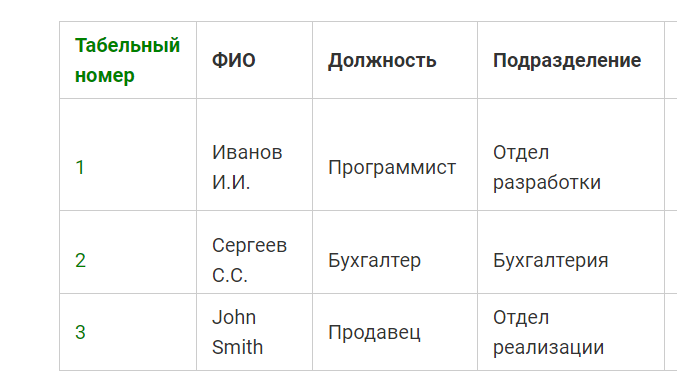 Табельный номер ФИО Должность Подразделение
1 Иванов И.И. Программист Отдел разработки
2 Сергеев С.С. Бухгалтер Бухгалтерия
3 John Smith Продавец Отдел реализации